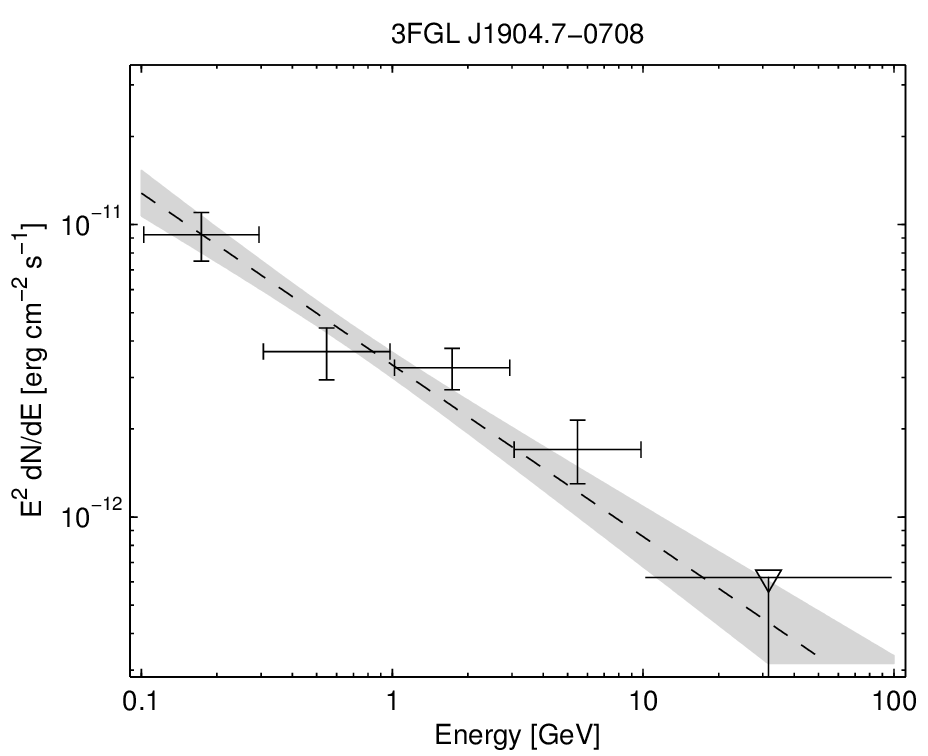 3FGL J1904.7−0708
E² dN/dE [erg cm⁻² s⁻¹]
10⁻¹¹
10⁻¹²
0.1 1 10 100
Energy [GeV]